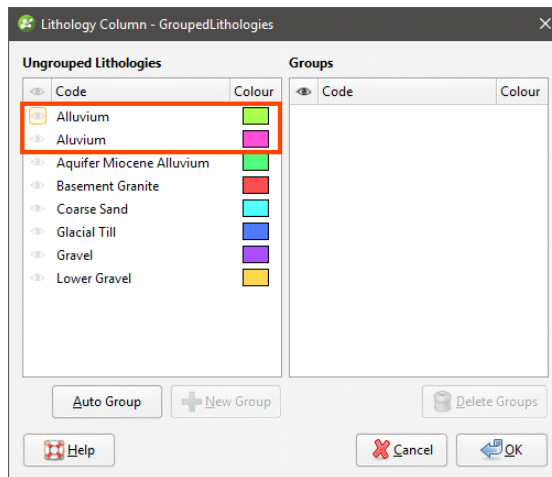 Lithology Column - GroupedLithologies
Ungrouped Lithologies
Groups
Code Colour
Code Colour
Alluvium
Aluvium
Aquifer Miocene Alluvium
Basement Granite
Coarse Sand
Glacial Till
Gravel
Lower Gravel
Auto Group New Group Delete Groups
Help Cancel OK